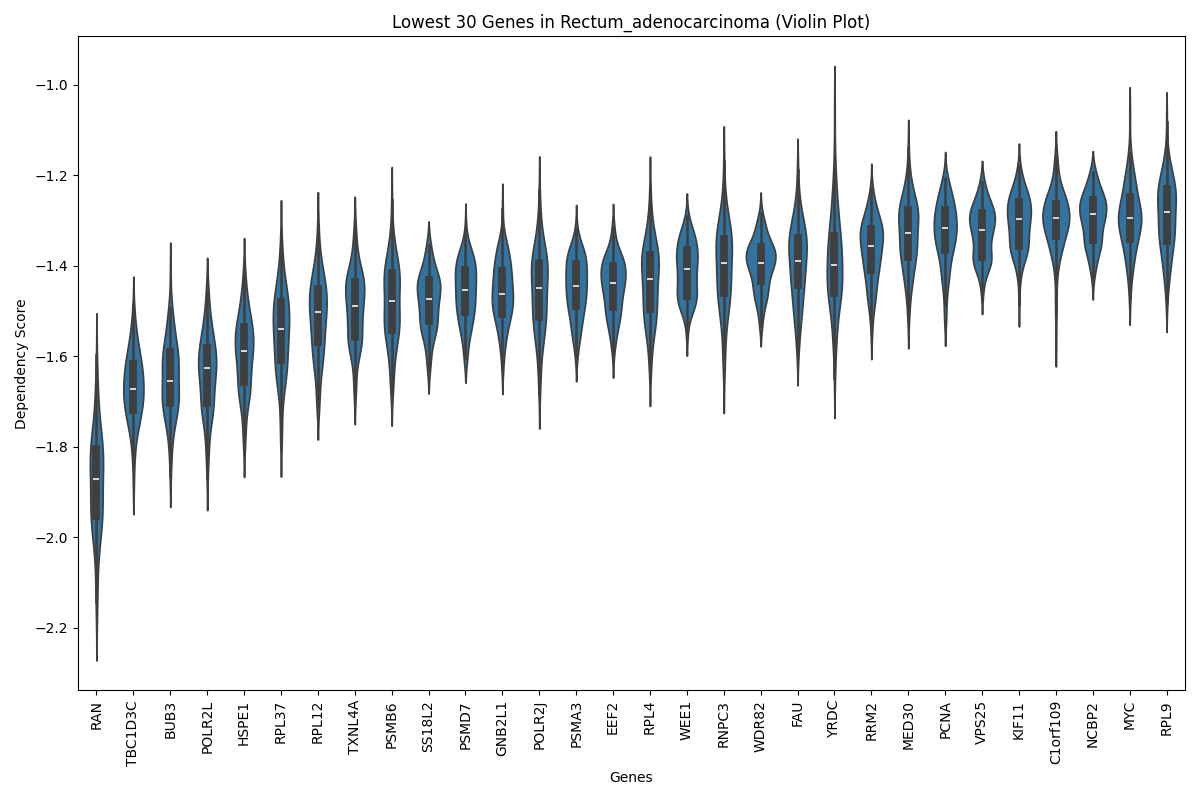 Lowest 30 Genes in Rectum_adenocarcinoma (Violin Plot)
Dependency Score
−1.0
−1.2
−1.4
−1.6
−1.8
−2.0
−2.2
RAN
TBC1D3C
BUB3
POLR2L
HSPE1
RPL37
RPL12
TXNL4A
PSMB6
SS18L2
PSMD7
GNB2L1
POLR2J
PSMA3
EEF2
RPL4
WEE1
RNPC3
WDR82
FAU
YRDC
RRM2
MED30
PCNA
VPS25
KIF11
C1orf109
NCBP2
MYC
RPL9
Genes